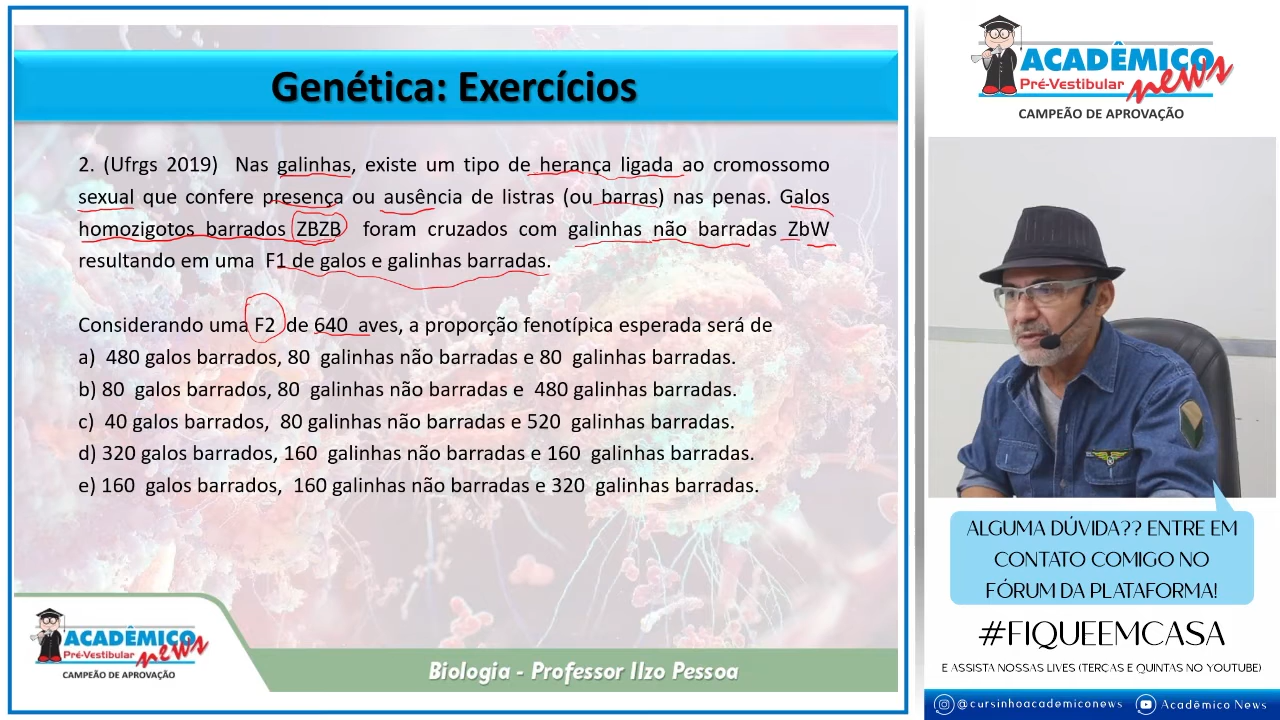 Genética: Exercícios
2. (Ufrgs 2019) Nas galinhas, existe um tipo de herança ligada ao cromossomo
sexual que confere presença ou ausência de listras (ou barras) nas penas. Galos
homozigotos barrados ZBZB foram cruzados com galinhas não barradas ZbW
resultando em uma F1 de galos e galinhas barradas.
Considerando uma F2 de 640 aves, a proporção fenotípica esperada será de
a) 480 galos barrados, 80 galinhas não barradas e 80 galinhas barradas.
b) 80 galos barrados, 80 galinhas não barradas e 480 galinhas barradas.
c) 40 galos barrados, 80 galinhas não barradas e 520 galinhas barradas.
d) 320 galos barrados, 160 galinhas não barradas e 160 galinhas barradas.
e) 160 galos barrados, 160 galinhas não barradas e 320 galinhas barradas.
ACADÊMICO
Pré-Vestibular news
CAMPEÃO DE APROVAÇÃO
Biologia - Professor Ilzo Pessoa
ACADÊMICO
Pré-Vestibular news
CAMPEÃO DE APROVAÇÃO
ALGUMA DÚVIDA?? ENTRE EM
CONTATO COMIGO NO
FÓRUM DA PLATAFORMA!
#FIQUEEMCASA
E ASSISTA NOSSAS LIVES (TERÇAS E QUINTAS NO YOUTUBE)
@cursinhoacademiconews Acadêmico News